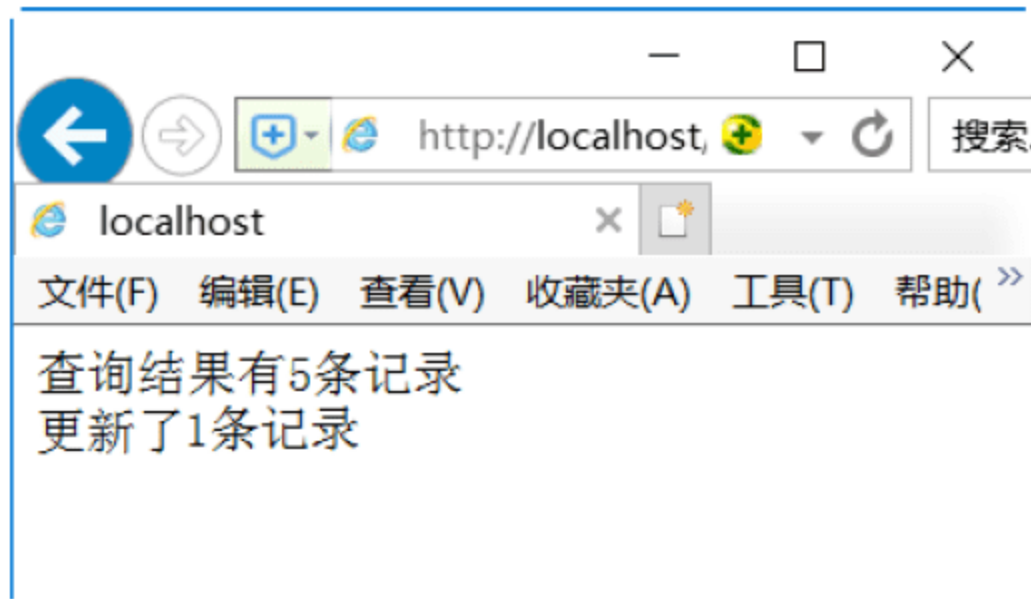 http://localhost,
搜索
localhost
文件(F) 编辑(E) 查看(V) 收藏夹(A) 工具(T) 帮助(
查询结果有5条记录
更新了1条记录